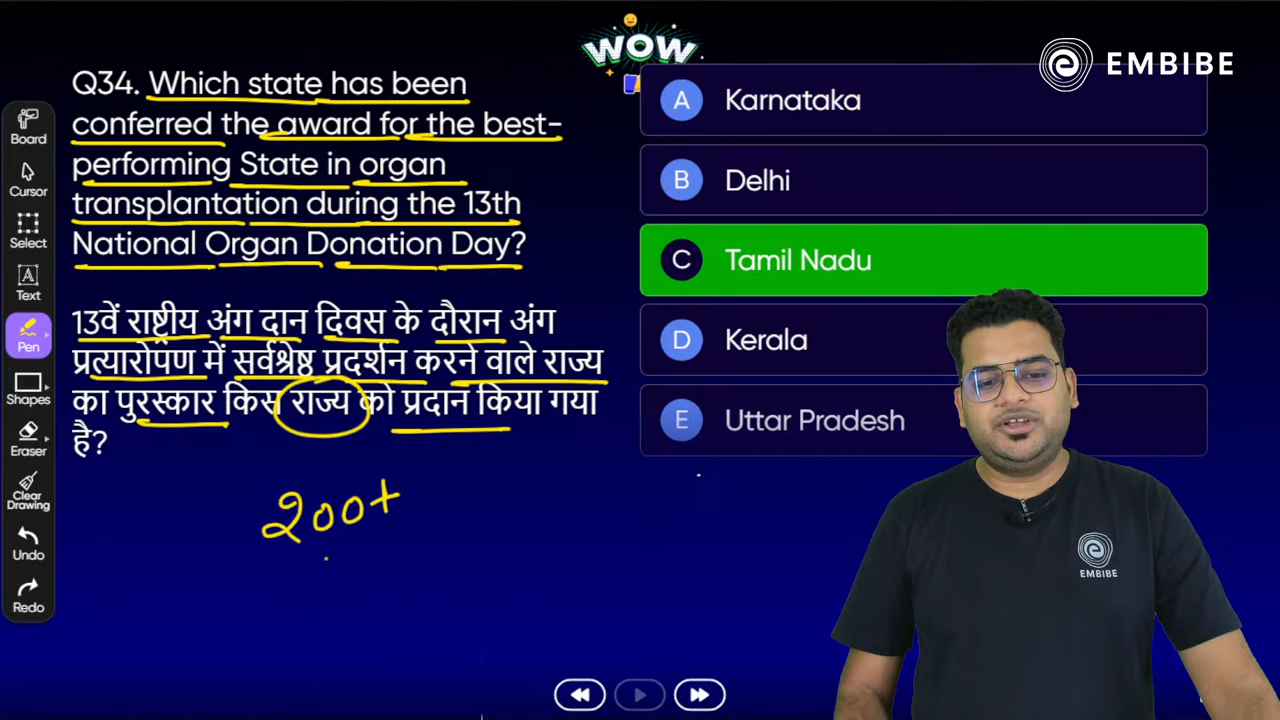 WOW
EMBIBE
Q34. Which state has been
conferred the award for the best-
performing State in organ
transplantation during the 13th
National Organ Donation Day?
13वें राष्ट्रीय अंग दान दिवस के दौरान अंग
प्रत्यारोपण में सर्वश्रेष्ठ प्रदर्शन करने वाले राज्य
का पुरस्कार किस राज्य को प्रदान किया गया
है?
200+
A Karnataka
B Delhi
C Tamil Nadu
D Kerala
E Uttar Pradesh
Board
Cursor
Select
A
Text
Pen
Shapes
Eraser
Clear
Drawing
Undo
Redo
EMBIBE